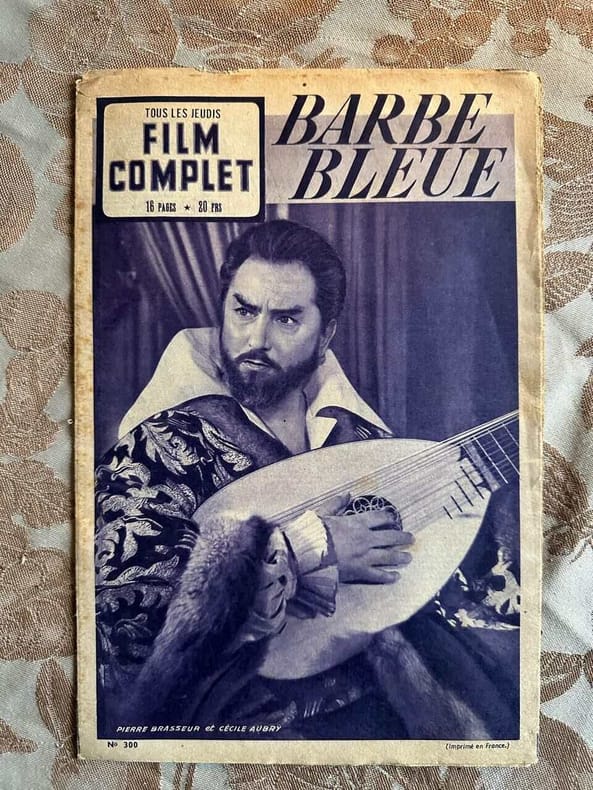 TOUS LES JEUDIS
FILM
COMPLET
16 PAGES ★ 20 FRS
BARBE
BLEUE
PIERRE BRASSEUR et CÉCILE AUBRY
Nº 300
(Imprimé en France.)